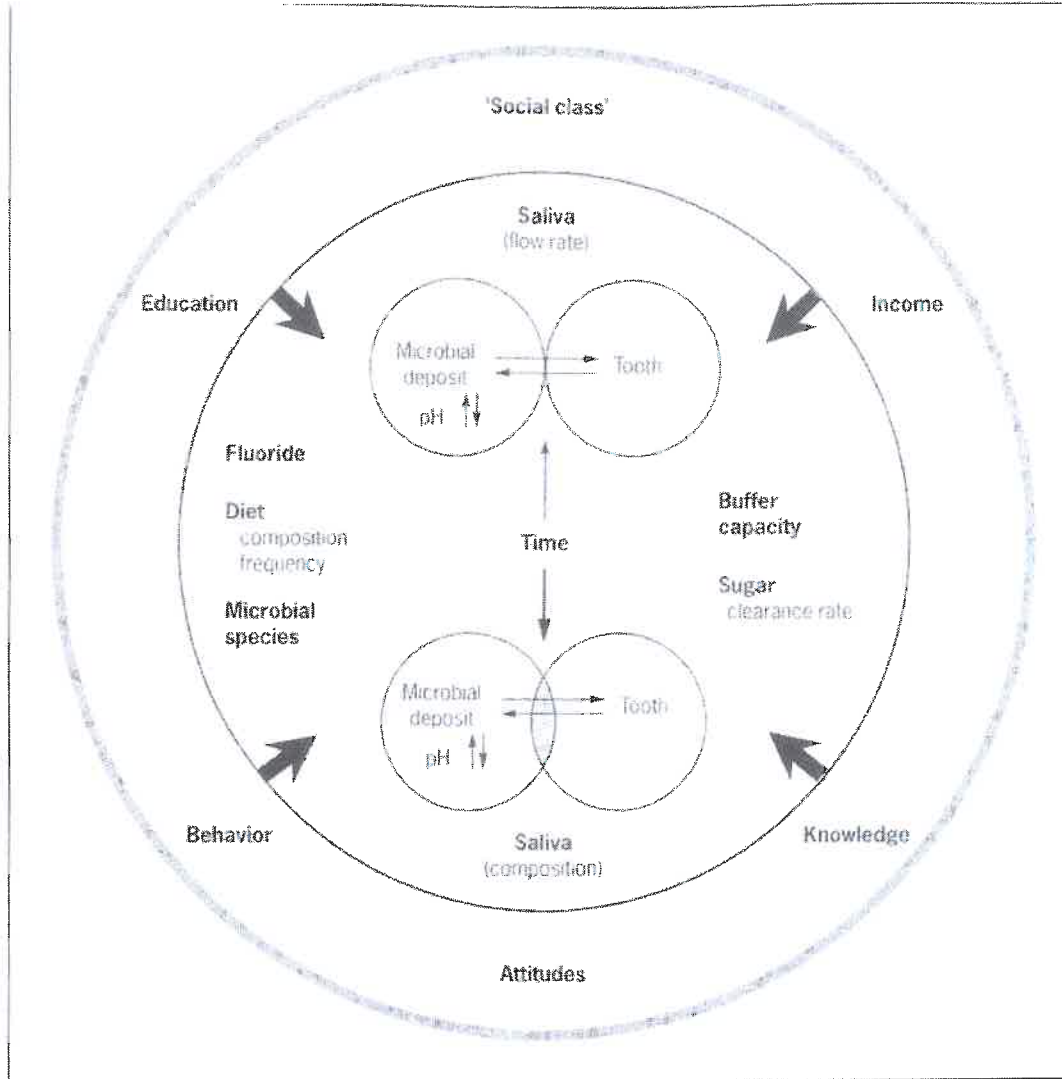 'Social class'
Saliva
(flow rate)
Education
Income
Microbial
deposit
pH
Tooth
Fluoride
Diet
composition
frequency
Microbial
species
Time
Buffer
capacity
Sugar
clearance rate
Microbial
deposit
pH
Tooth
Behavior
Knowledge
Saliva
(composition)
Attitudes